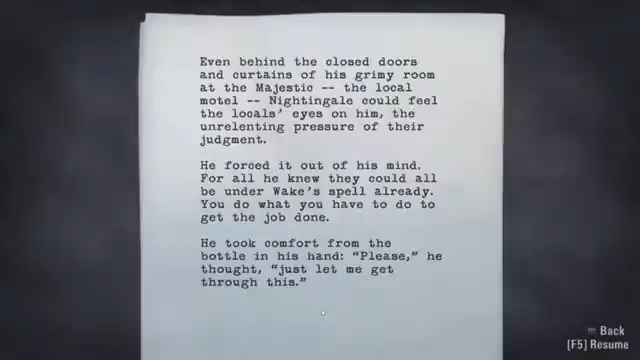 Even behind the closed doors
and curtains of his grimy room
at the Majestic -- the local
motel -- Nightingale could feel
the locals' eyes on him, the
unrelenting pressure of their
judgment.
He forced it out of his mind.
For all he knew they could all
be under Wake's spell already.
You do what you have to do to
get the job done.
He took comfort from the
bottle in his hand: “Please,” he
thought, “just let me get
through this.”
Back
[F5] Resume